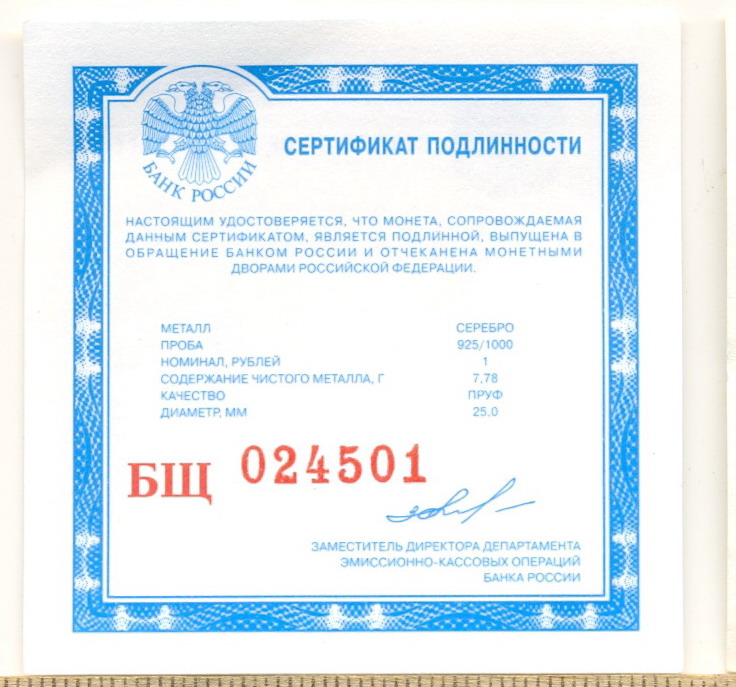 СЕРТИФИКАТ ПОДЛИННОСТИ
БАНК РОССИИ
НАСТОЯЩИМ УДОСТОВЕРЯЕТСЯ, ЧТО МОНЕТА, СОПРОВОЖДАЕМАЯ
ДАННЫМ СЕРТИФИКАТОМ, ЯВЛЯЕТСЯ ПОДЛИННОЙ, ВЫПУЩЕНА В
ОБРАЩЕНИЕ БАНКОМ РОССИИ И ОТЧЕКАНЕНА МОНЕТНЫМИ
ДВОРАМИ РОССИЙСКОЙ ФЕДЕРАЦИИ.
МЕТАЛЛ СЕРЕБРО
ПРОБА 925/1000
НОМИНАЛ, РУБЛЕЙ 1
СОДЕРЖАНИЕ ЧИСТОГО МЕТАЛЛА, Г 7,78
КАЧЕСТВО ПРУФ
ДИАМЕТР, ММ 25,0
БЩ 024501
ЗАМЕСТИТЕЛЬ ДИРЕКТОРА ДЕПАРТАМЕНТА
ЭМИССИОННО-КАССОВЫХ ОПЕРАЦИЙ
БАНКА РОССИИ